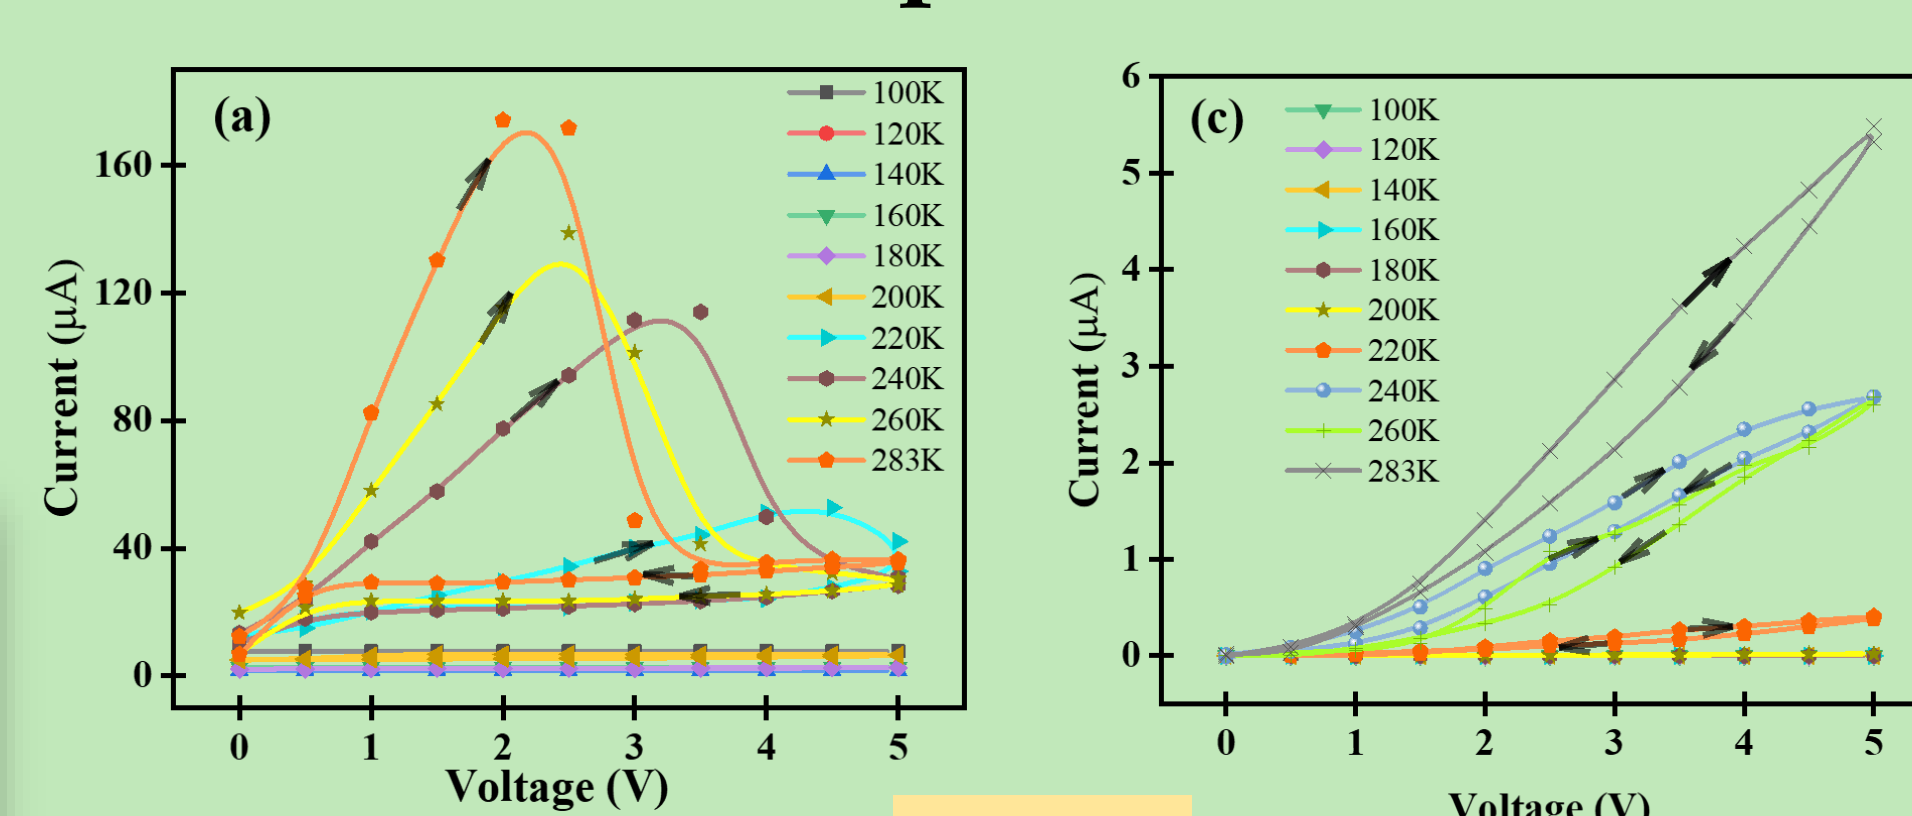 (a)
100K
120K
140K
160K
180K
200K
220K
240K
260K
283K
160
120
80
40
0
Current (μA)
0 1 2 3 4 5
Voltage (V)
(c)
100K
120K
140K
160K
180K
200K
220K
240K
260K
283K
6
5
4
3
2
1
0
Current (μA)
0 1 2 3 4 5
Voltage (V)